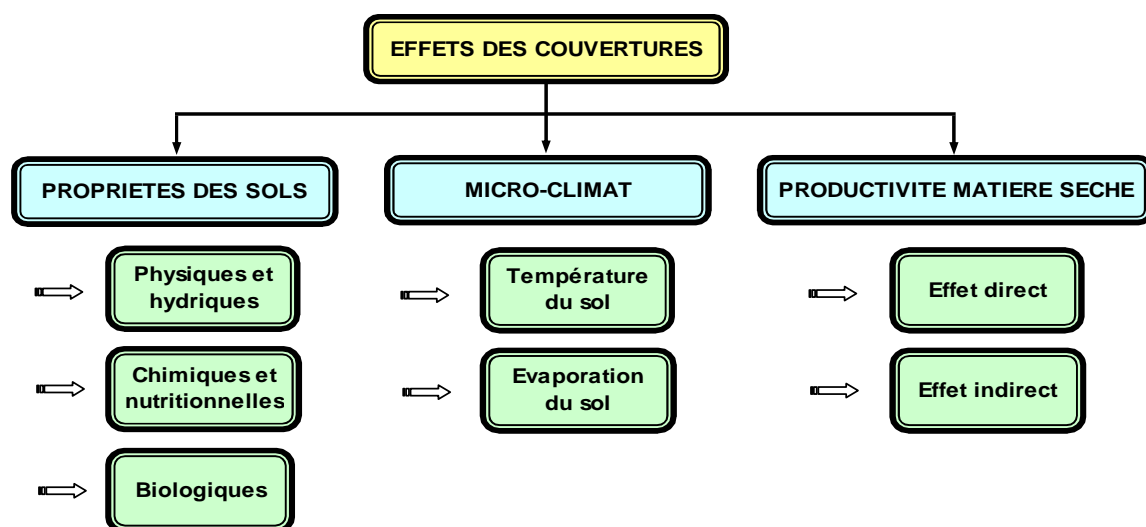 EFFETS DES COUVERTURES
PROPRIETES DES SOLS
MICRO-CLIMAT
PRODUCTIVITE MATIERE SECHE
Physiques et
hydriques
Température
du sol
Effet direct
Chimiques et
nutritionnelles
Evaporation
du sol
Effet indirect
Biologiques